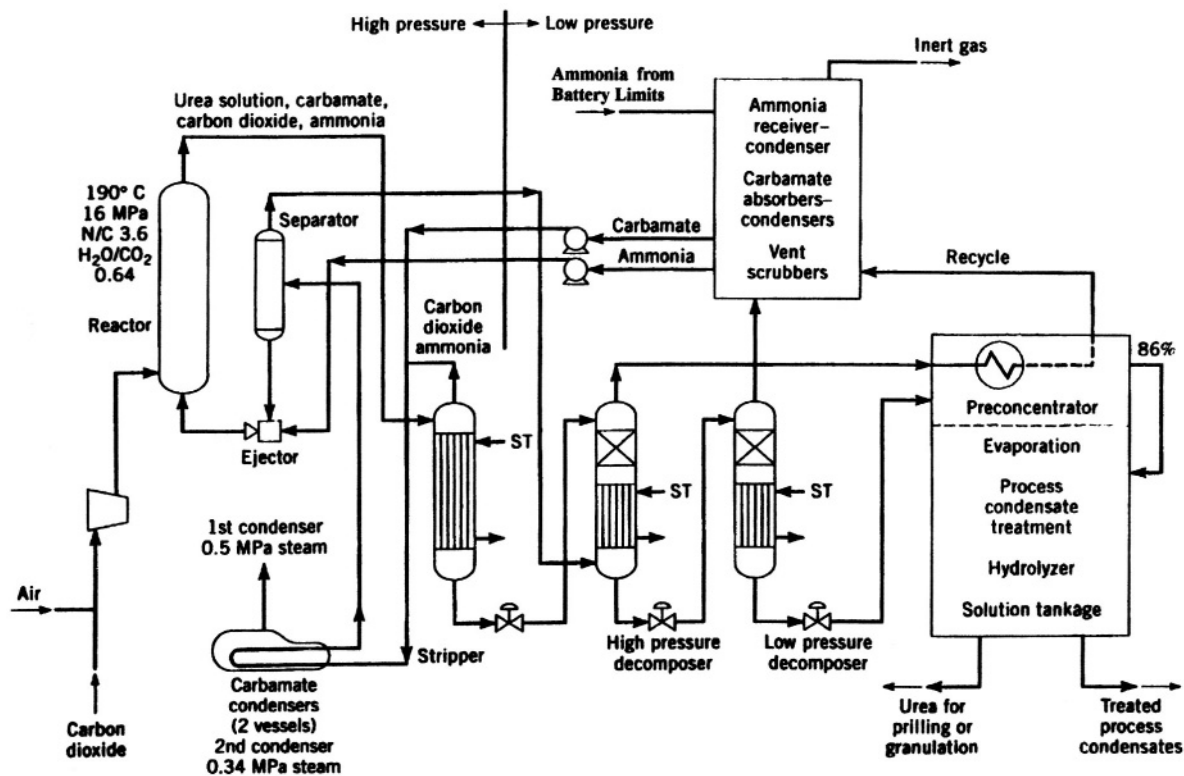 High pressure
Low pressure
Inert gas
Ammonia from
Battery Limits
Urea solution, carbamate,
carbon dioxide, ammonia
Ammonia
receiver–
condenser
Carbamate
absorbers–
condensers
Vent
scrubbers
190° C
16 MPa
N/C 3.6
H₂O/CO₂
0.64
Separator
Carbamate
Ammonia
Recycle
Reactor
Carbon
dioxide
ammonia
86%
Preconcentrator
Ejector
ST
ST
ST
Evaporation
Process
condensate
treatment
Hydrolyzer
Solution tankage
1st condenser
0.5 MPa steam
Air
Stripper
High pressure
decomposer
Low pressure
decomposer
Carbamate
condensers
(2 vessels)
2nd condenser
0.34 MPa steam
Carbon
dioxide
Urea for
prilling or
granulation
Treated
process
condensates